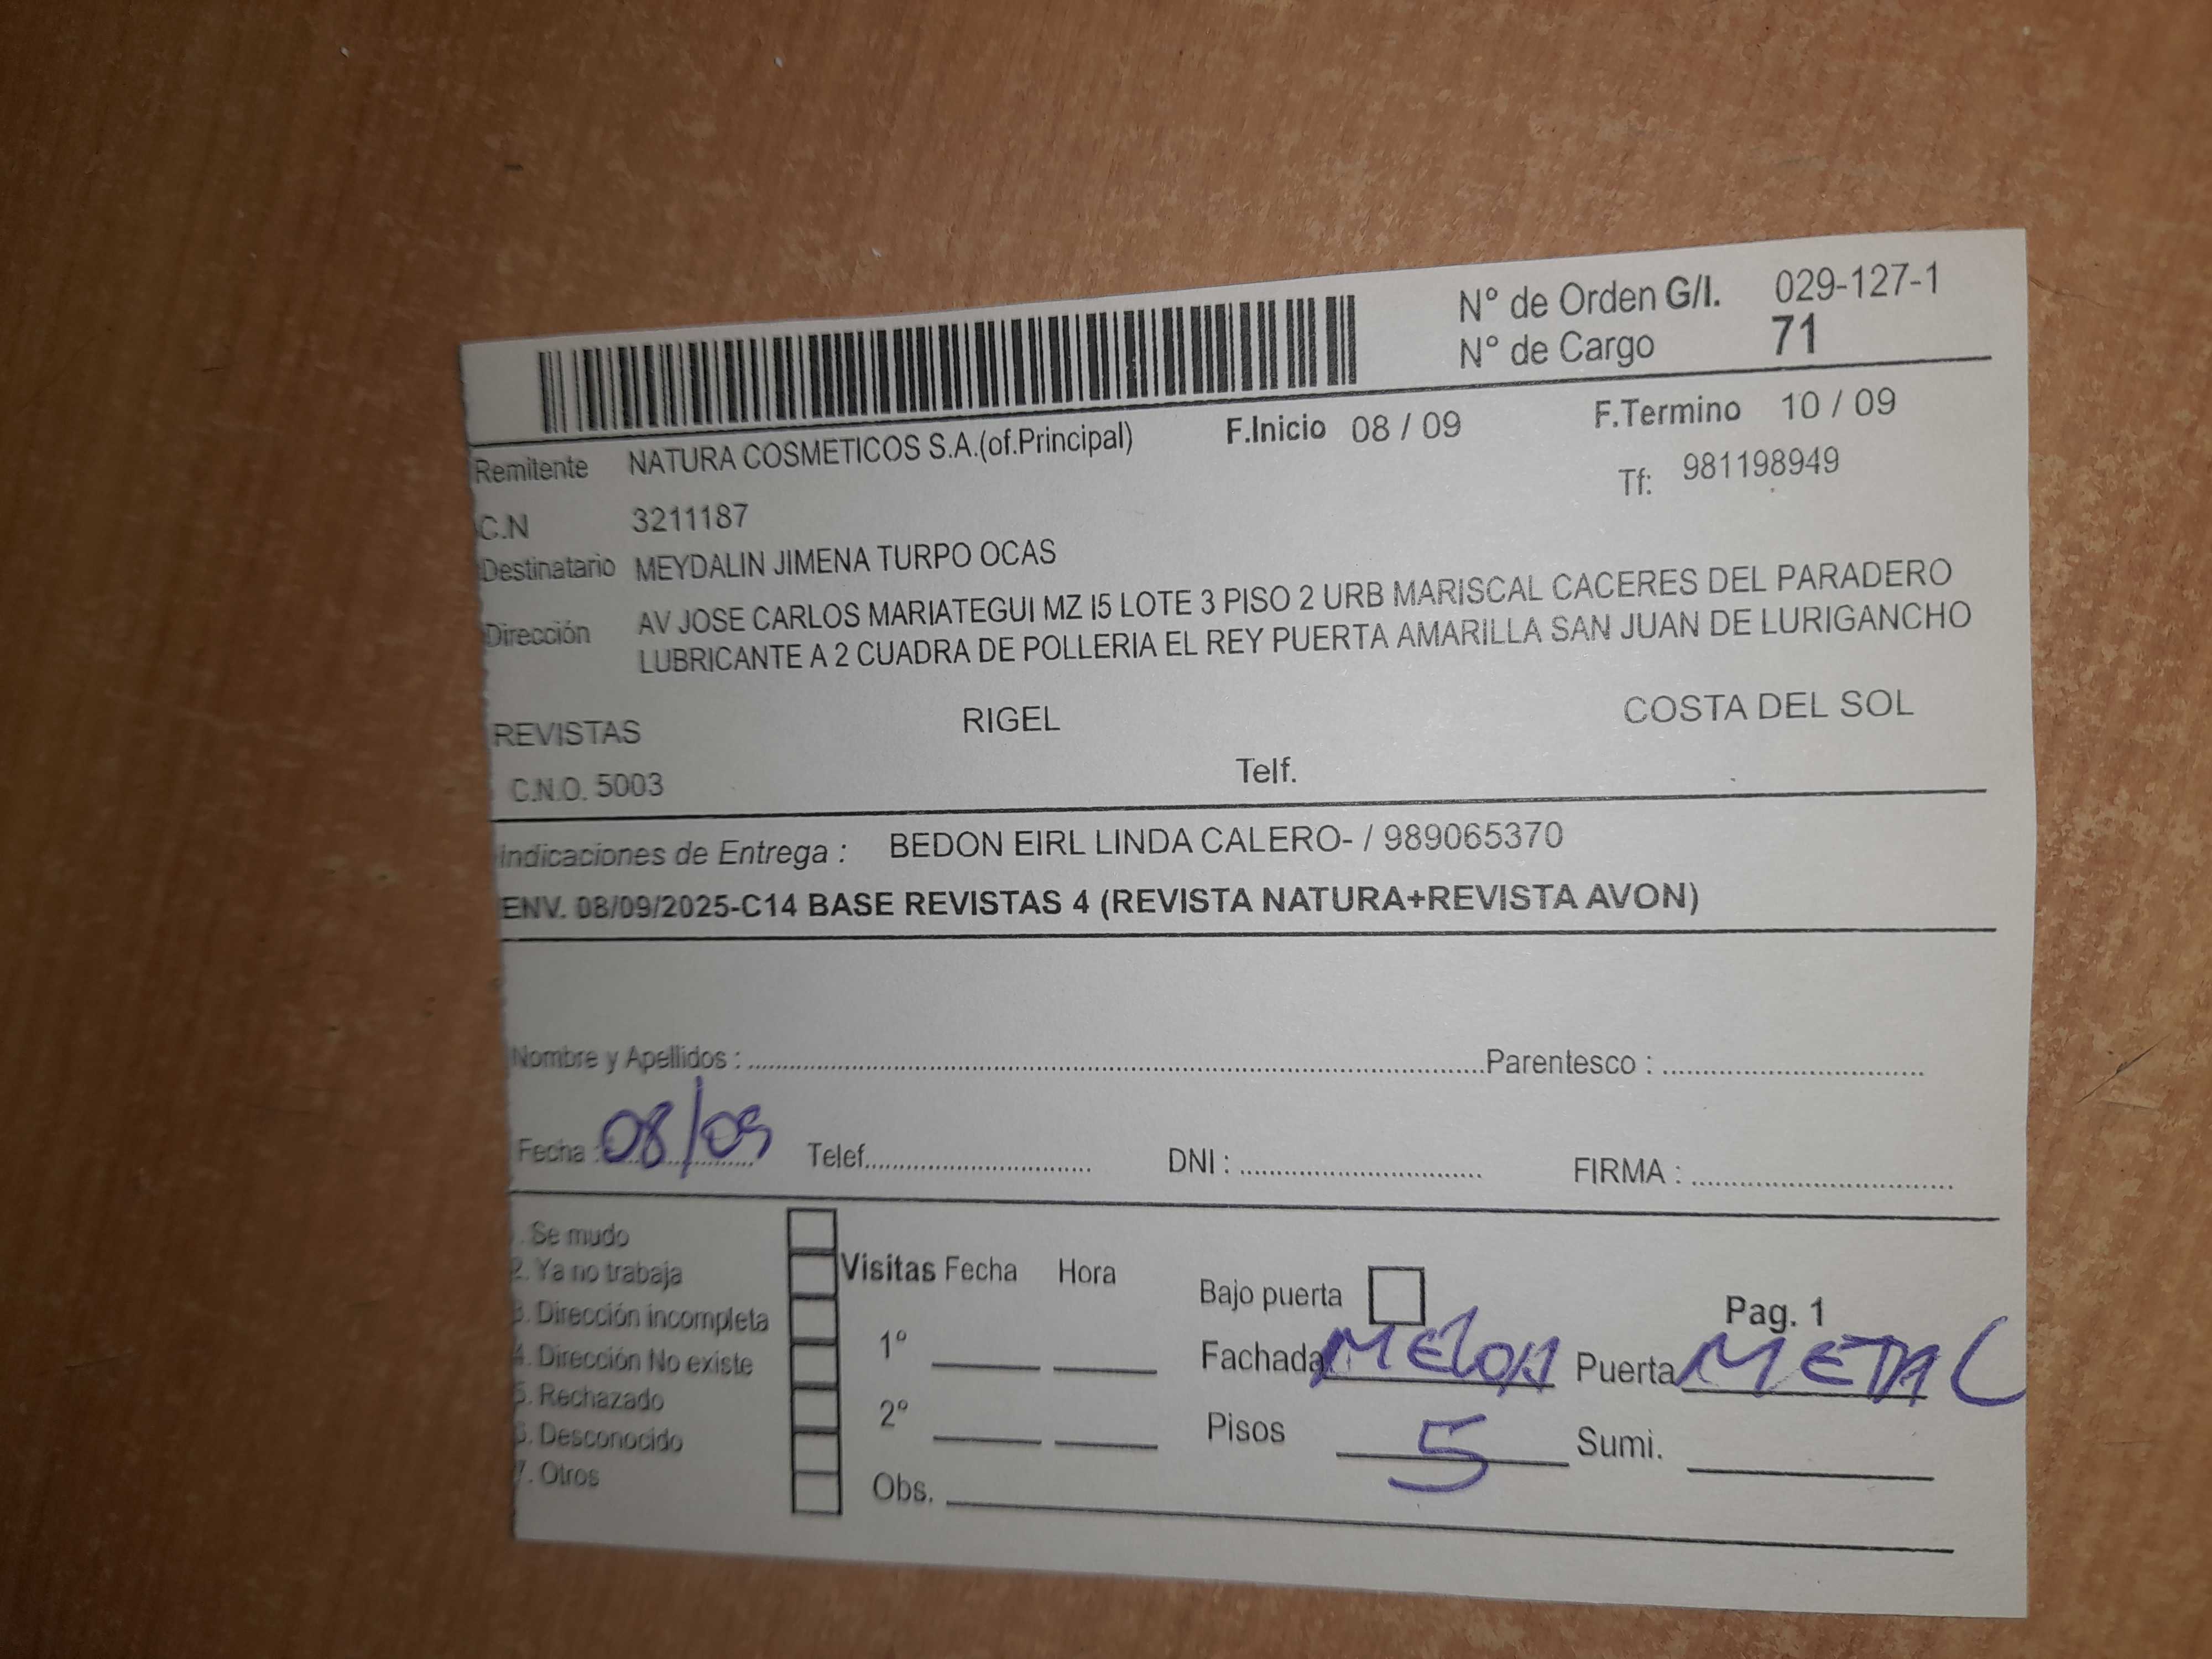 N° de Orden G/I. 029-127-1
N° de Cargo 71
Remitente NATURA COSMETICOS S.A.(of.Principal) F.Inicio 08 / 09 F.Termino 10 / 09
C.N 3211187 Tf: 981198949
Destinatario MEYDALIN JIMENA TURPO OCAS
Dirección AV JOSE CARLOS MARIATEGUI MZ I5 LOTE 3 PISO 2 URB MARISCAL CACERES DEL PARADERO
LUBRICANTE A 2 CUADRA DE POLLERIA EL REY PUERTA AMARILLA SAN JUAN DE LURIGANCHO
REVISTAS RIGEL COSTA DEL SOL
C.N.O. 5003 Telf.
Indicaciones de Entrega : BEDON EIRL LINDA CALERO- / 989065370
ENV. 08/09/2025-C14 BASE REVISTAS 4 (REVISTA NATURA+REVISTA AVON)
Nombre y Apellidos : Parentesco :
Fecha : 08/09 Telef. DNI : FIRMA :
. Se mudo
2. Ya no trabaja Visitas Fecha Hora Bajo puerta Pag. 1
3. Dirección incompleta
4. Dirección No existe 1° Fachada MELON Puerta METAL
5. Rechazado 2° Pisos 5 Sumi.
6. Desconocido
7. Otros Obs.